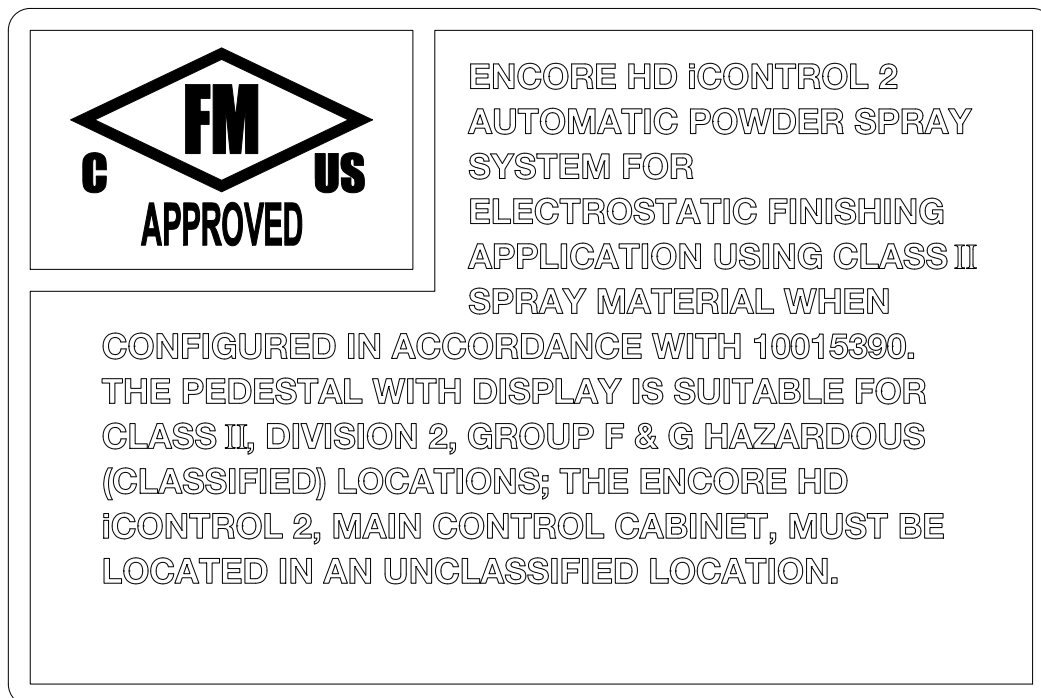 FM
C US
APPROVED
ENCORE HD iCONTROL 2
AUTOMATIC POWDER SPRAY
SYSTEM FOR
ELECTROSTATIC FINISHING
APPLICATION USING CLASS II
SPRAY MATERIAL WHEN
CONFIGURED IN ACCORDANCE WITH 10015390.
THE PEDESTAL WITH DISPLAY IS SUITABLE FOR
CLASS II, DIVISION 2, GROUP F & G HAZARDOUS
(CLASSIFIED) LOCATIONS; THE ENCORE HD
iCONTROL 2, MAIN CONTROL CABINET, MUST BE
LOCATED IN AN UNCLASSIFIED LOCATION.